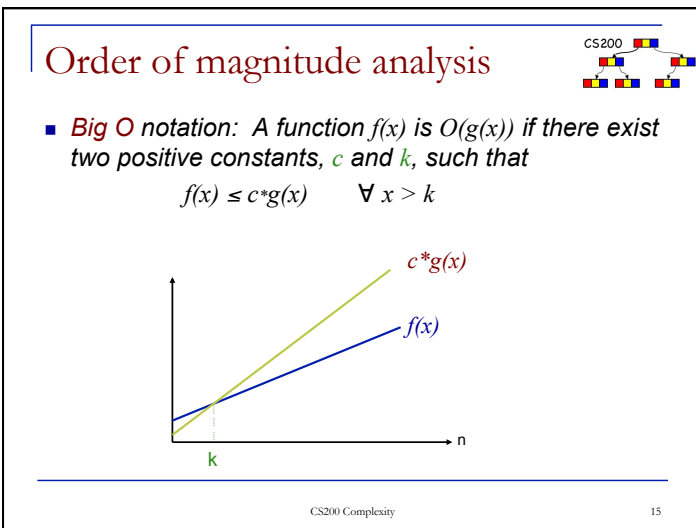 CS200
Order of magnitude analysis
■ Big O notation: A function f(x) is O(g(x)) if there exist
two positive constants, c and k, such that
f(x) ≤ c*g(x) ∀ x > k
c*g(x)
f(x)
n
k
CS200 Complexity 15